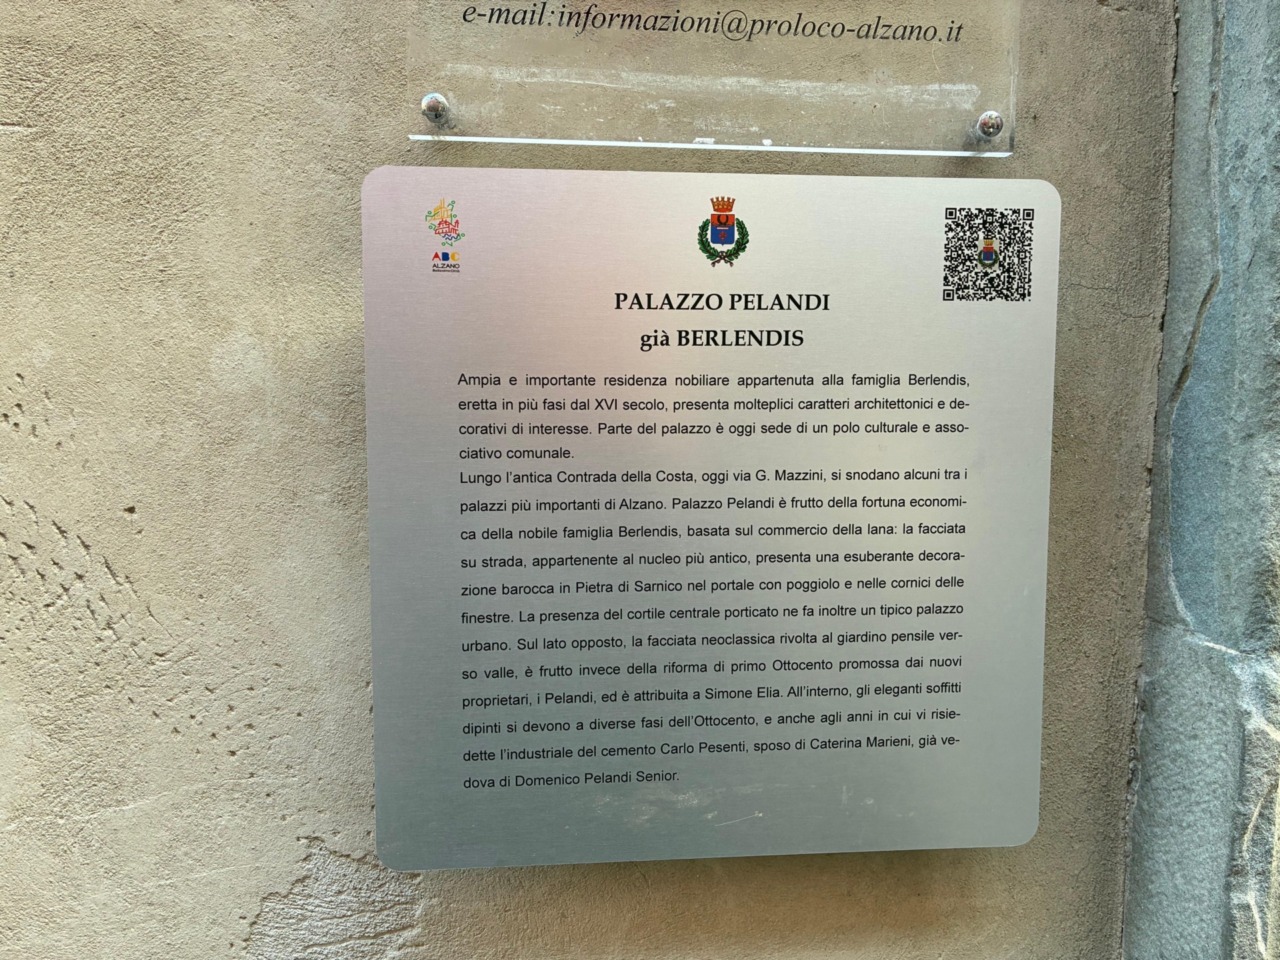 e-mail:informazioni@proloco-alzano.it
ABC
ALZANO
PALAZZO PELANDI
già BERLENDIS
Ampia e importante residenza nobiliare appartenuta alla famiglia Berlendis,
eretta in più fasi dal XVI secolo, presenta molteplici caratteri architettonici e de-
corativi di interesse. Parte del palazzo è oggi sede di un polo culturale e asso-
ciativo comunale.
Lungo l'antica Contrada della Costa, oggi via G. Mazzini, si snodano alcuni tra i
palazzi più importanti di Alzano. Palazzo Pelandi è frutto della fortuna economi-
ca della nobile famiglia Berlendis, basata sul commercio della lana: la facciata
su strada, appartenente al nucleo più antico, presenta una esuberante decora-
zione barocca in Pietra di Sarnico nel portale con poggiolo e nelle cornici delle
finestre. La presenza del cortile centrale porticato ne fa inoltre un tipico palazzo
urbano. Sul lato opposto, la facciata neoclassica rivolta al giardino pensile ver-
so valle, è frutto invece della riforma di primo Ottocento promossa dai nuovi
proprietari, i Pelandi, ed è attribuita a Simone Elia. All'interno, gli eleganti soffitti
dipinti si devono a diverse fasi dell'Ottocento, e anche agli anni in cui vi risie-
dette l'industriale del cemento Carlo Pesenti, sposo di Caterina Marieni, già ve-
dova di Domenico Pelandi Senior.